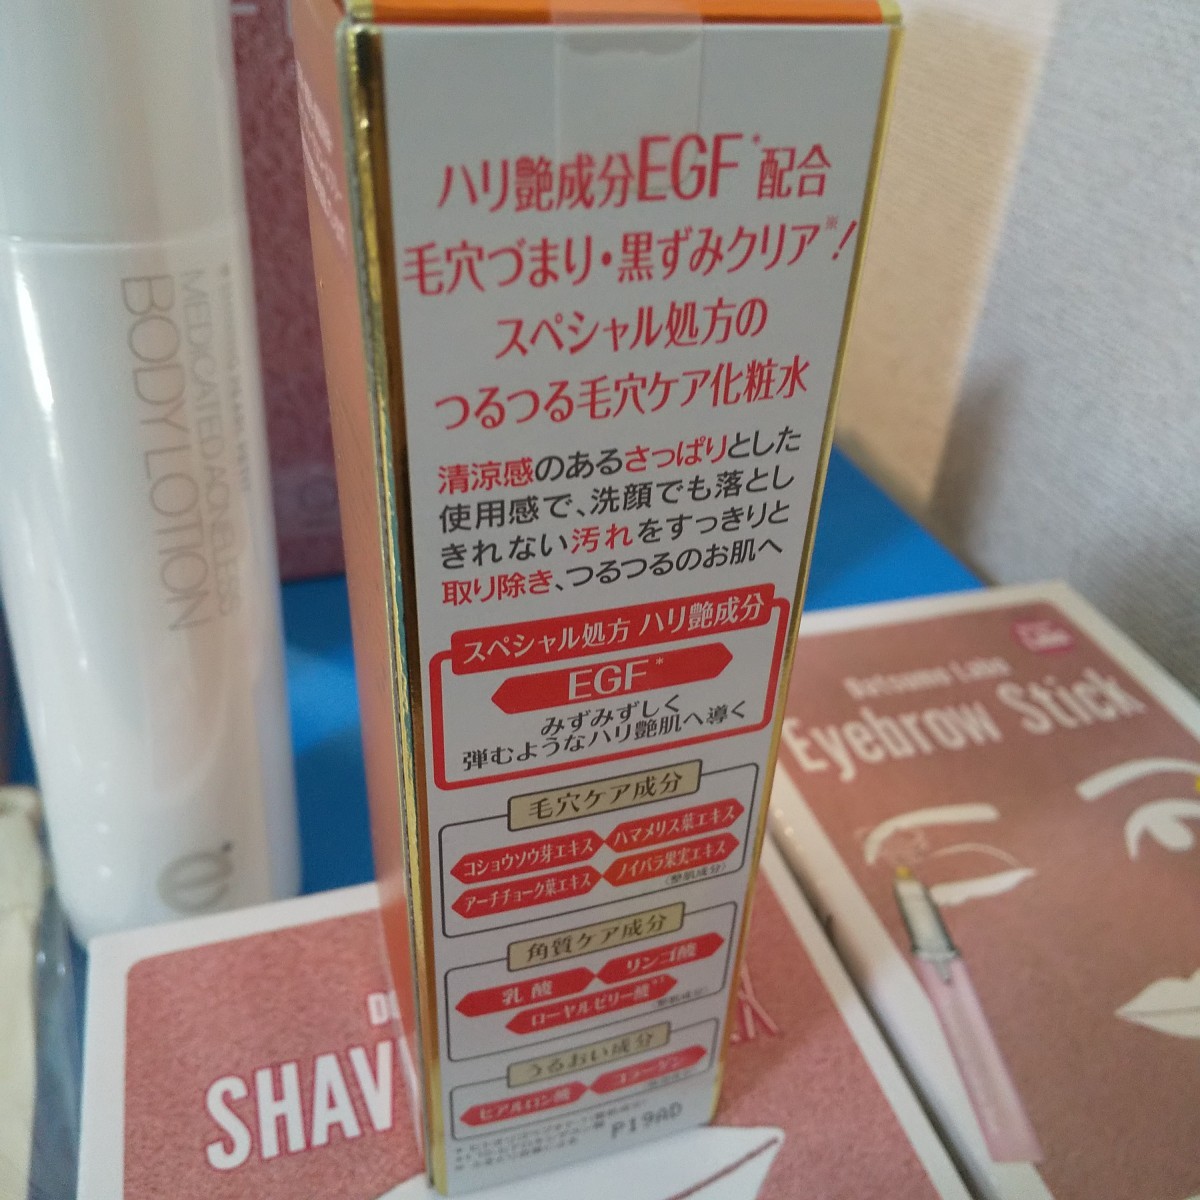 ハリ艶成分EGF*配合
毛穴づまり・黒ずみクリア※!
スペシャル処方の
つるつる毛穴ケア化粧水
清涼感のあるさっぱりとした
使用感で、洗顔でも落とし
きれない汚れをすっきりと
取り除き、つるつるのお肌へ
スペシャル処方 ハリ艶成分
EGF*
みずみずしく
弾むようなハリ艶肌へ導く
毛穴ケア成分
コショウソウ芽エキス ハマメリス葉エキス
アーチチョーク葉エキス ノイバラ果実エキス
(整肌成分)
角質ケア成分
乳酸 リンゴ酸
ローヤルゼリー酸
(整肌成分)
うるおい成分
ヒアルロン酸 コラーゲン
P19AD
MEDICATED ACNELESS
BODY LOTION
SHAV
Eyebrow Stick